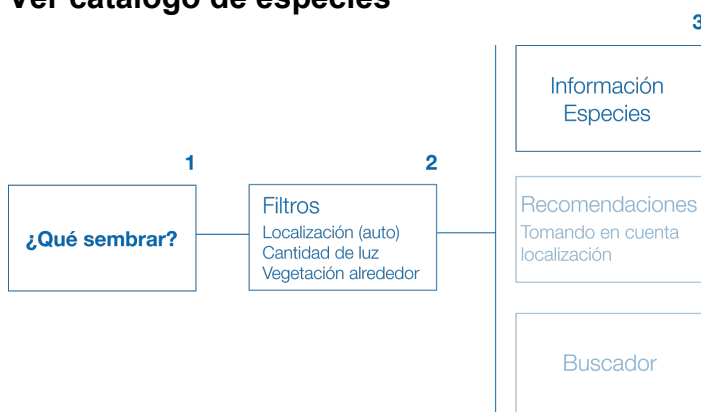 Ver catálogo de especies
3
Información
Especies
1
2
¿Qué sembrar?
Filtros
Localización (auto)
Cantidad de luz
Vegetación alrededor
Recomendaciones
Tomando en cuenta
localización
Buscador